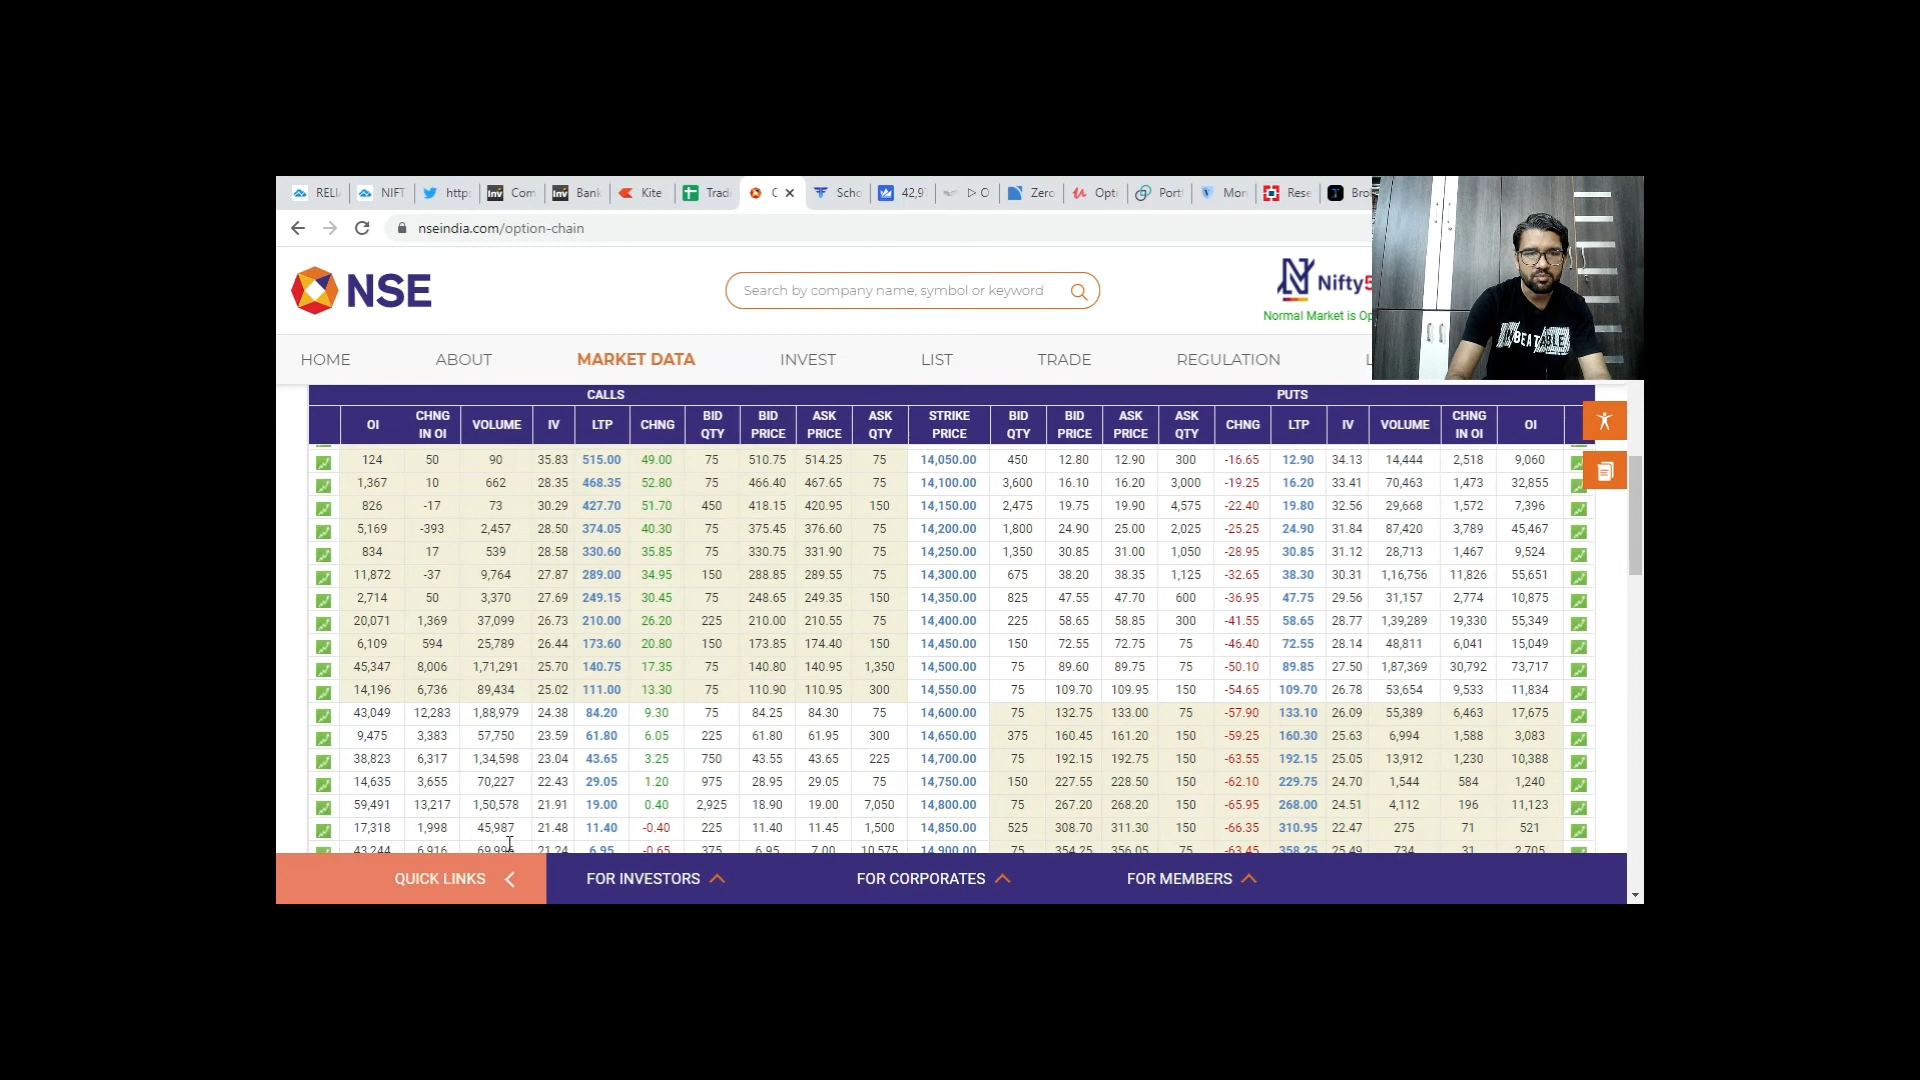 RELI NIFT http: Com Bank Kite Trad C Scho 42,9 O Zero Opti Port Mon Rese Bro
nseindia.com/option-chain
NSE
Search by company name, symbol or keyword
Nifty5
Normal Market is Op
HOME ABOUT MARKET DATA INVEST LIST TRADE REGULATION L
BEATABLE
CALLS PUTS
OI CHNG IN OI VOLUME IV LTP CHNG BID QTY BID PRICE ASK PRICE ASK QTY STRIKE PRICE BID QTY BID PRICE ASK PRICE ASK QTY CHNG LTP IV VOLUME CHNG IN OI OI
124 50 90 35.83 515.00 49.00 75 510.75 514.25 75 14,050.00 450 12.80 12.90 300 -16.65 12.90 34.13 14,444 2,518 9,060
1,367 10 662 28.35 468.35 52.80 75 466.40 467.65 75 14,100.00 3,600 16.10 16.20 3,000 -19.25 16.20 33.41 70,463 1,473 32,855
826 -17 73 30.29 427.70 51.70 450 418.15 420.95 150 14,150.00 2,475 19.75 19.90 4,575 -22.40 19.80 32.56 29,668 1,572 7,396
5,169 -393 2,457 28.50 374.05 40.30 75 375.45 376.60 75 14,200.00 1,800 24.90 25.00 2,025 -25.25 24.90 31.84 87,420 3,789 45,467
834 17 539 28.58 330.60 35.85 75 330.75 331.90 75 14,250.00 1,350 30.85 31.00 1,050 -28.95 30.85 31.12 28,713 1,467 9,524
11,872 -37 9,764 27.87 289.00 34.95 150 288.85 289.55 75 14,300.00 675 38.20 38.35 1,125 -32.65 38.30 30.31 1,16,756 11,826 55,651
2,714 50 3,370 27.69 249.15 30.45 75 248.65 249.35 150 14,350.00 825 47.55 47.70 600 -36.95 47.75 29.56 31,157 2,774 10,875
20,071 1,369 37,099 26.73 210.00 26.20 225 210.00 210.55 75 14,400.00 225 58.65 58.85 300 -41.55 58.65 28.77 1,39,289 19,330 55,349
6,109 594 25,789 26.44 173.60 20.80 150 173.85 174.40 150 14,450.00 150 72.55 72.75 75 -46.40 72.55 28.14 48,811 6,041 15,049
45,347 8,006 1,71,291 25.70 140.75 17.35 75 140.80 140.95 1,350 14,500.00 75 89.60 89.75 75 -50.10 89.85 27.50 1,87,369 30,792 73,717
14,196 6,736 89,434 25.02 111.00 13.30 75 110.90 110.95 300 14,550.00 75 109.70 109.95 150 -54.65 109.70 26.78 53,654 9,533 11,834
43,049 12,283 1,88,979 24.38 84.20 9.30 75 84.25 84.30 75 14,600.00 75 132.75 133.00 75 -57.90 133.10 26.09 55,389 6,463 17,675
9,475 3,383 57,750 23.59 61.80 6.05 225 61.80 61.95 300 14,650.00 375 160.45 161.20 150 -59.25 160.30 25.63 6,994 1,588 3,083
38,823 6,317 1,34,598 23.04 43.65 3.25 750 43.55 43.65 225 14,700.00 75 192.15 192.75 150 -63.55 192.15 25.05 13,912 1,230 10,388
14,635 3,655 70,227 22.43 29.05 1.20 975 28.95 29.05 75 14,750.00 150 227.55 228.50 150 -62.10 229.75 24.70 1,544 584 1,240
59,491 13,217 1,50,578 21.91 19.00 0.40 2,925 18.90 19.00 7,050 14,800.00 75 267.20 268.20 150 -65.95 268.00 24.51 4,112 196 11,123
17,318 1,998 45,987 21.48 11.40 -0.40 225 11.40 11.45 1,500 14,850.00 525 308.70 311.30 150 -66.35 310.95 22.47 275 71 521
43,244 6,916 21.24 6.95 -0.65 375 6.95 7.00 10,575 14,900.00 75 354.25 356.05 75 -63.45 358.25 25.49 734 31 2,705
QUICK LINKS FOR INVESTORS FOR CORPORATES FOR MEMBERS